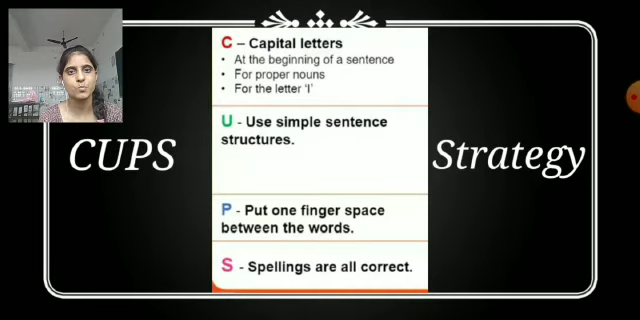 CUPS
C – Capital letters
• At the beginning of a sentence
• For proper nouns
• For the letter 'I'
U - Use simple sentence
structures.
P - Put one finger space
between the words.
S - Spellings are all correct.
Strategy